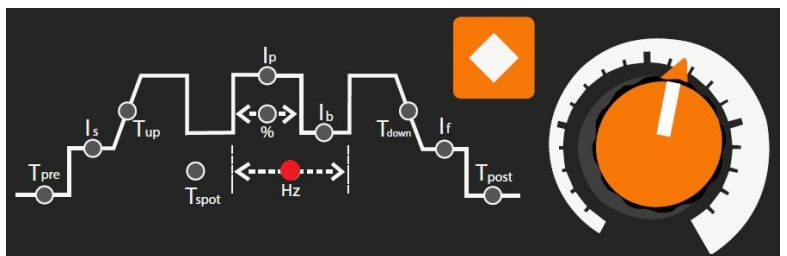 Tpre
Is
Tup
Tspot
Ip
%
Hz
Ib
Tdown
If
Tpost